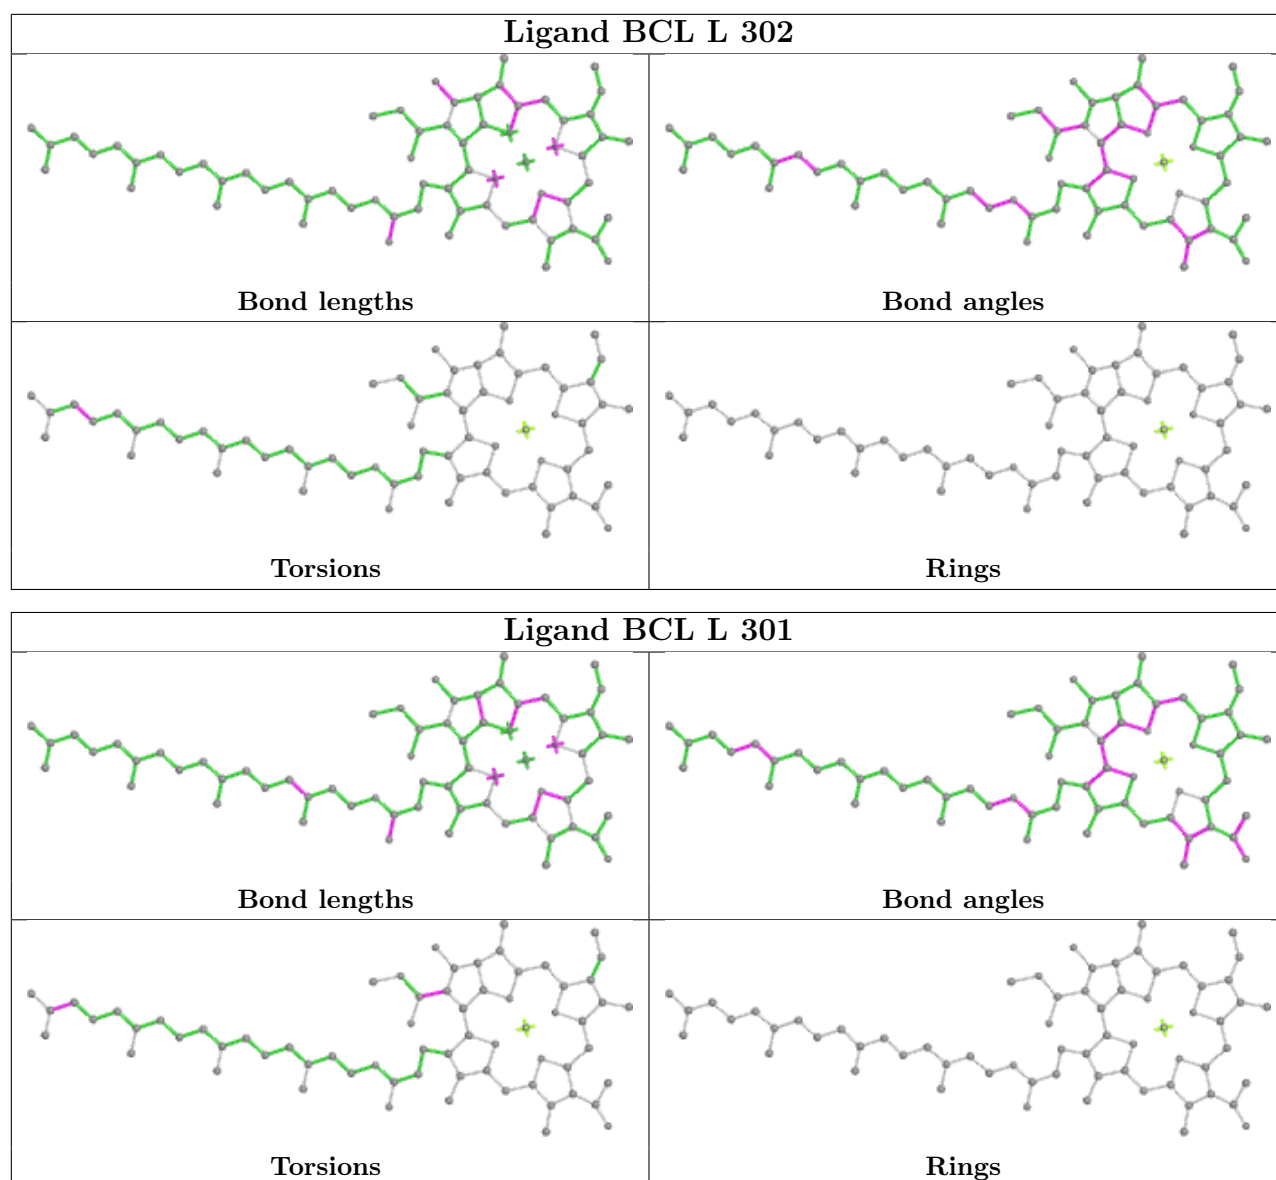 Ligand BCL L 302
Bond lengths
Bond angles
Torsions
Rings
Ligand BCL L 301
Bond lengths
Bond angles
Torsions
Rings